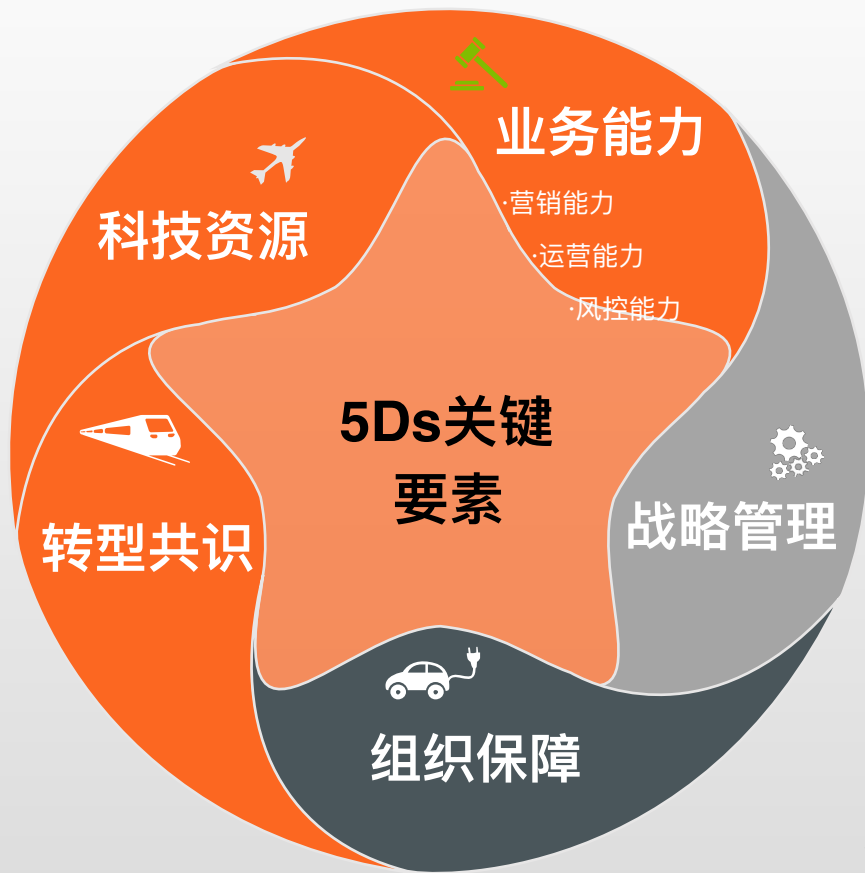 业务能力
·营销能力
·运营能力
·风控能力
科技资源
5Ds关键
要素
战略管理
转型共识
组织保障